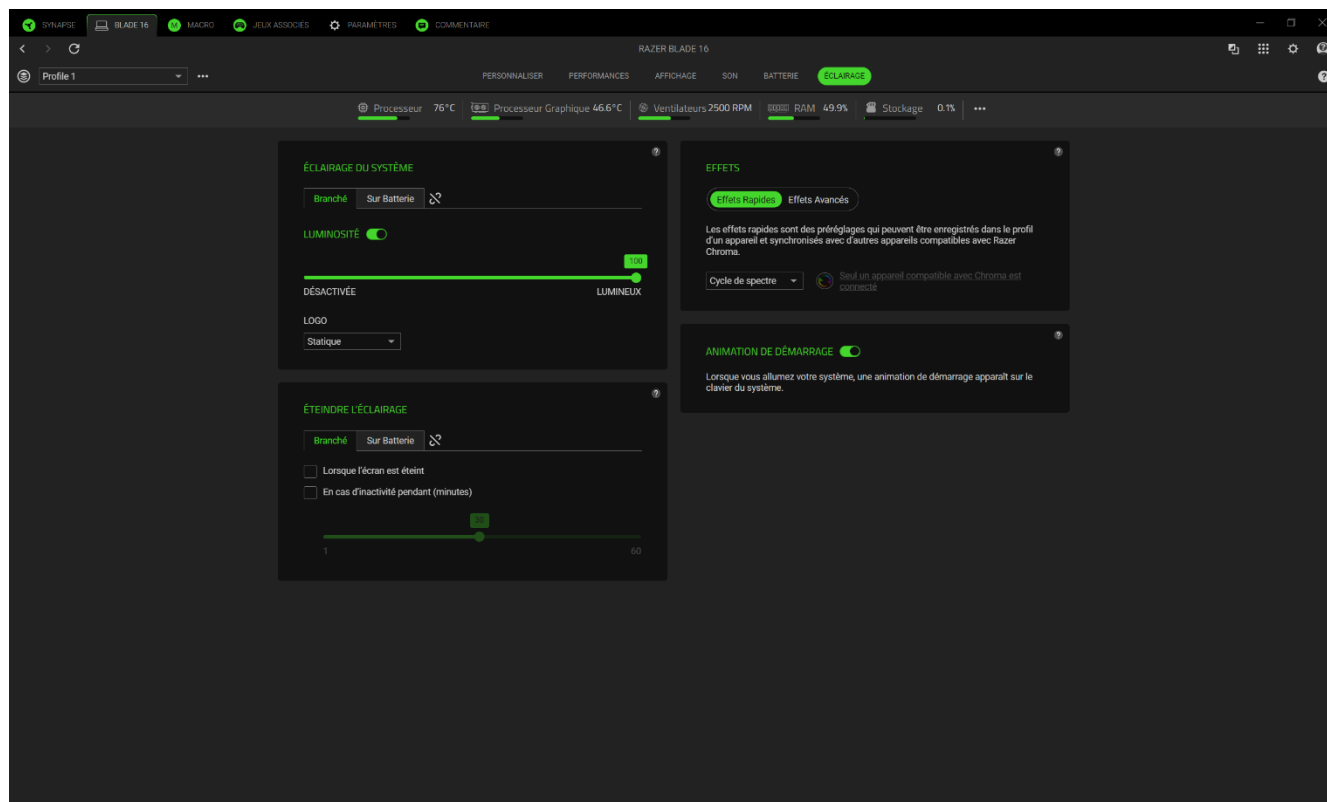 SYNAPSE BLADE 16 MACRO JEUX ASSOCIÉS PARAMÈTRES COMMENTAIRE
RAZER BLADE 16
Profile 1 PERSONNALISER PERFORMANCES AFFICHAGE SON BATTERIE ÉCLAIRAGE
Processeur 76°C Processeur Graphique 46.6°C Ventilateurs 2500 RPM RAM 49.9% Stockage 0.1%
ÉCLAIRAGE DU SYSTÈME
Branché Sur Batterie
LUMINOSITÉ
100
DÉSACTIVÉE LUMINEUX
LOGO
Statique
ÉTEINDRE L'ÉCLAIRAGE
Branché Sur Batterie
Lorsque l'écran est éteint
En cas d'inactivité pendant (minutes)
30
1 60
EFFETS
Effets Rapides Effets Avancés
Les effets rapides sont des préréglages qui peuvent être enregistrés dans le profil
d'un appareil et synchronisés avec d'autres appareils compatibles avec Razer
Chroma.
Cycle de spectre Seul un appareil compatible avec Chroma est
connecté
ANIMATION DE DÉMARRAGE
Lorsque vous allumez votre système, une animation de démarrage apparaît sur le
clavier du système.